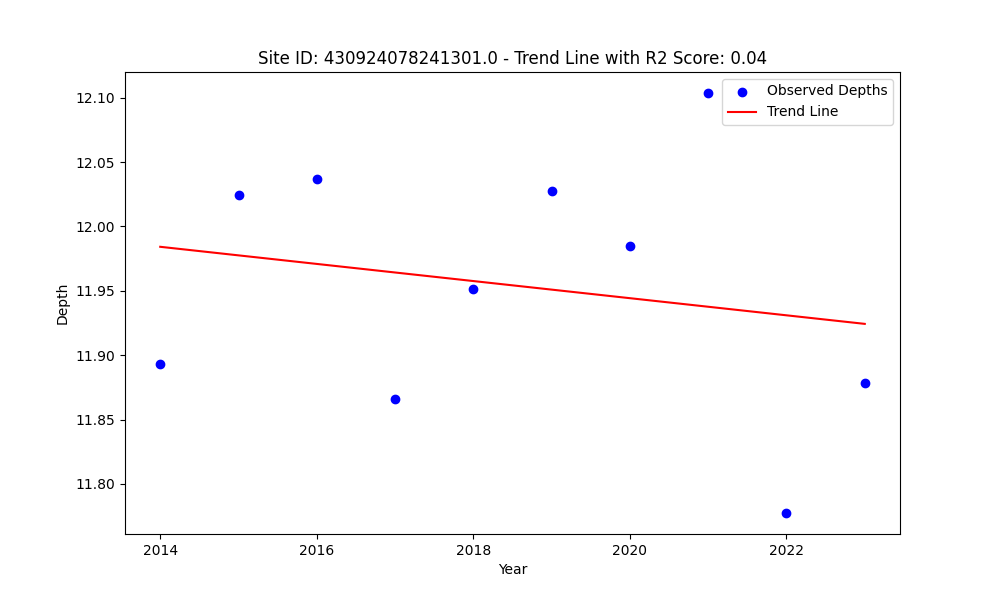 Site ID: 430924078241301.0 - Trend Line with R2 Score: 0.04
Observed Depths
Trend Line
12.10
12.05
12.00
11.95
11.90
11.85
11.80
Depth
2014
2016
2018
2020
2022
Year